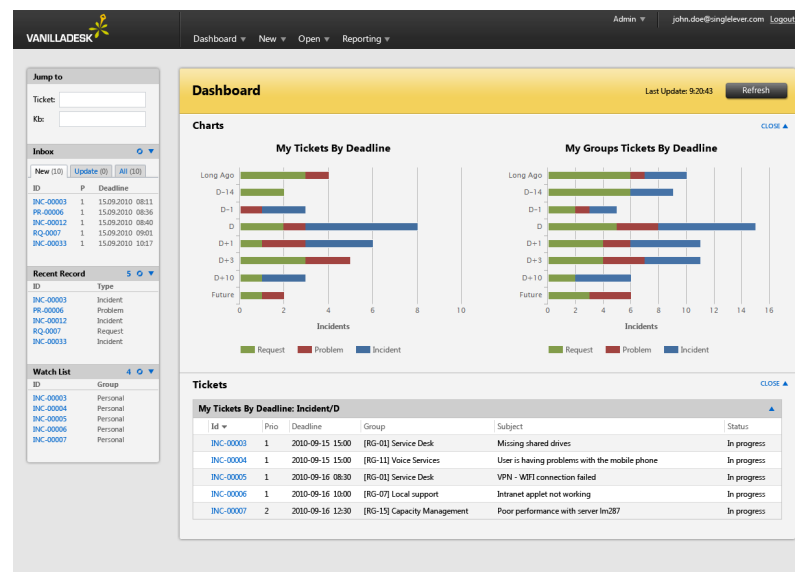 VANILLADESK
Admin john.doe@singlelever.com Logout
Dashboard New Open Reporting
Jump to
Ticket:
Kb:
Inbox
New (10) Update (0) All (10)
ID P Deadline
INC-00003 1 15.09.2010 08:11
PR-00006 1 15.09.2010 08:36
INC-00012 1 15.09.2010 08:40
RQ-0007 1 15.09.2010 09:01
INC-00033 1 15.09.2010 10:17
Recent Record 5
ID Type
INC-00003 Incident
PR-00006 Problem
INC-00012 Incident
RQ-0007 Request
INC-00033 Incident
Watch List 4
ID Group
INC-00003 Personal
INC-00004 Personal
INC-00005 Personal
INC-00006 Personal
INC-00007 Personal
Dashboard
Last Update: 9:20:43 Refresh
Charts CLOSE
My Tickets By Deadline
Long Ago
D-14
D-1
D
D+1
D+3
D+10
Future
0 2 4 6 8 10
Incidents
Request Problem Incident
My Groups Tickets By Deadline
Long Ago
D-14
D-1
D
D+1
D+3
D+10
Future
0 2 4 6 8 10 12 14 16
Incidents
Request Problem Incident
Tickets CLOSE
My Tickets By Deadline: Incident/D
Id Prio Deadline Group Subject Status
INC-00003 1 2010-09-15 15:00 [RG-01] Service Desk Missing shared drives In progress
INC-00004 1 2010-09-15 15:00 [RG-11] Voice Services User is having problems with the mobile phone In progress
INC-00005 1 2010-09-16 08:30 [RG-01] Service Desk VPN - WIFI connection failed In progress
INC-00006 1 2010-09-16 10:00 [RG-07] Local support Intranet applet not working In progress
INC-00007 2 2010-09-16 12:30 [RG-15] Capacity Management Poor performance with server lm287 In progress